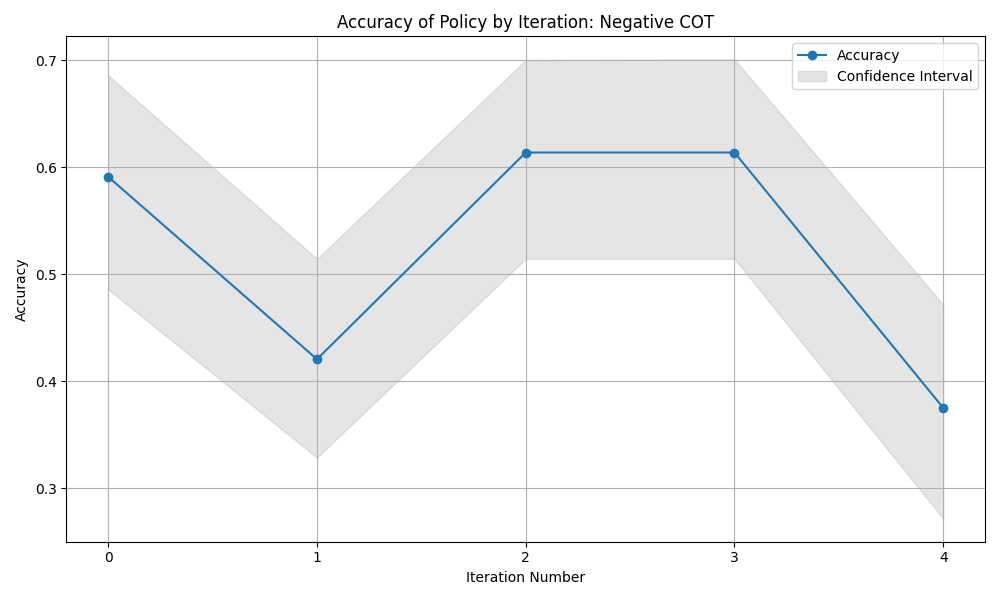 Accuracy of Policy by Iteration: Negative COT
Accuracy
Confidence Interval
0.7
0.6
0.5
0.4
0.3
Accuracy
0 1 2 3 4
Iteration Number